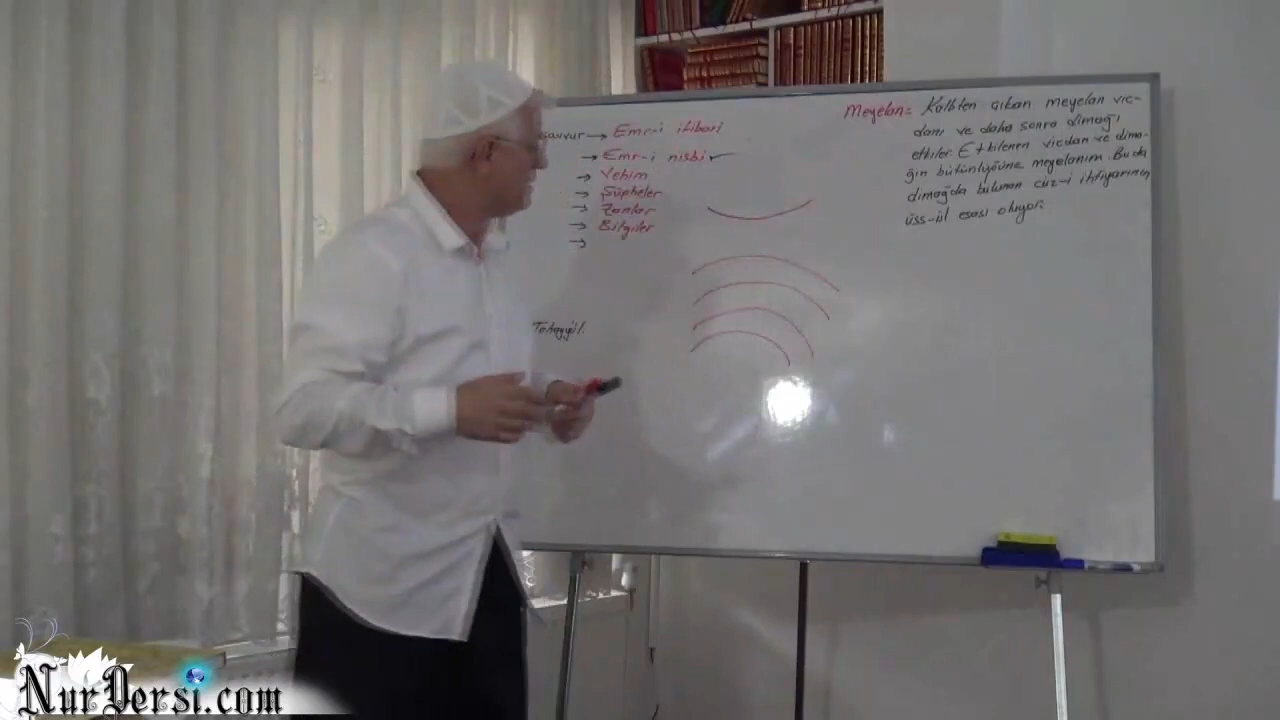 savvur → Emr-i itibari
→ Emr-i nisbi ✓
→ Vehim
→ Şüpheler
→ Zanlar
→ Bilgiler
→
Tahayyül.
Meyelan = Kalbten çıkan meyelan vic-
danı ve daha sonra dimağı
etkiler. Etkilenen vicdan ve dima-
ğın bütünlüğüne meyelanım. Bu da
dimağda bulunan cüz-i ihtiyarının
üss-ül esası oluyor.
NurDersi.com